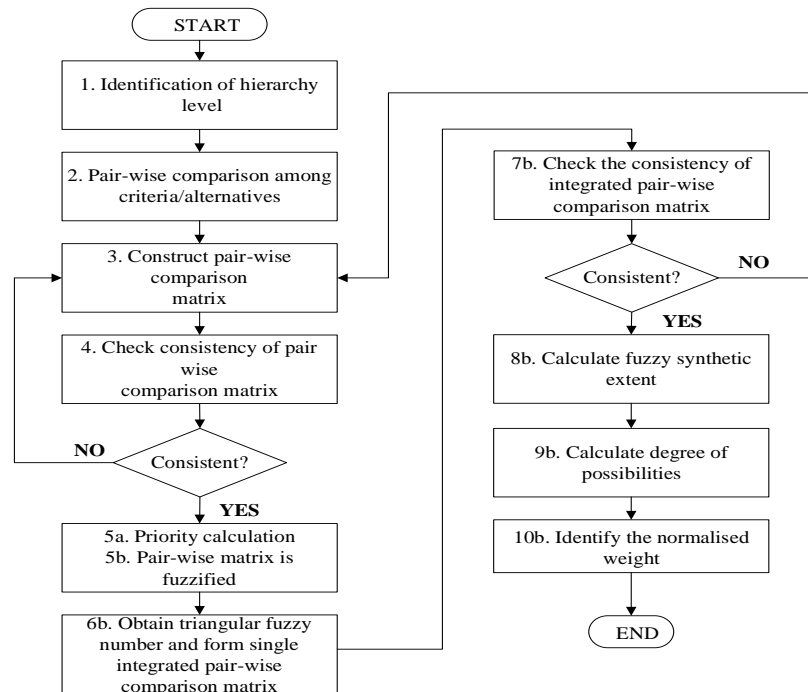 START
1. Identification of hierarchy
level
2. Pair-wise comparison among
criteria/alternatives
3. Construct pair-wise
comparison
matrix
4. Check consistency of pair
wise
comparison matrix
NO
Consistent?
YES
5a. Priority calculation
5b. Pair-wise matrix is
fuzzified
6b. Obtain triangular fuzzy
number and form single
integrated pair-wise
comparison matrix
7b. Check the consistency of
integrated pair-wise
comparison matrix
Consistent?
NO
YES
8b. Calculate fuzzy synthetic
extent
9b. Calculate degree of
possibilities
10b. Identify the normalised
weight
END